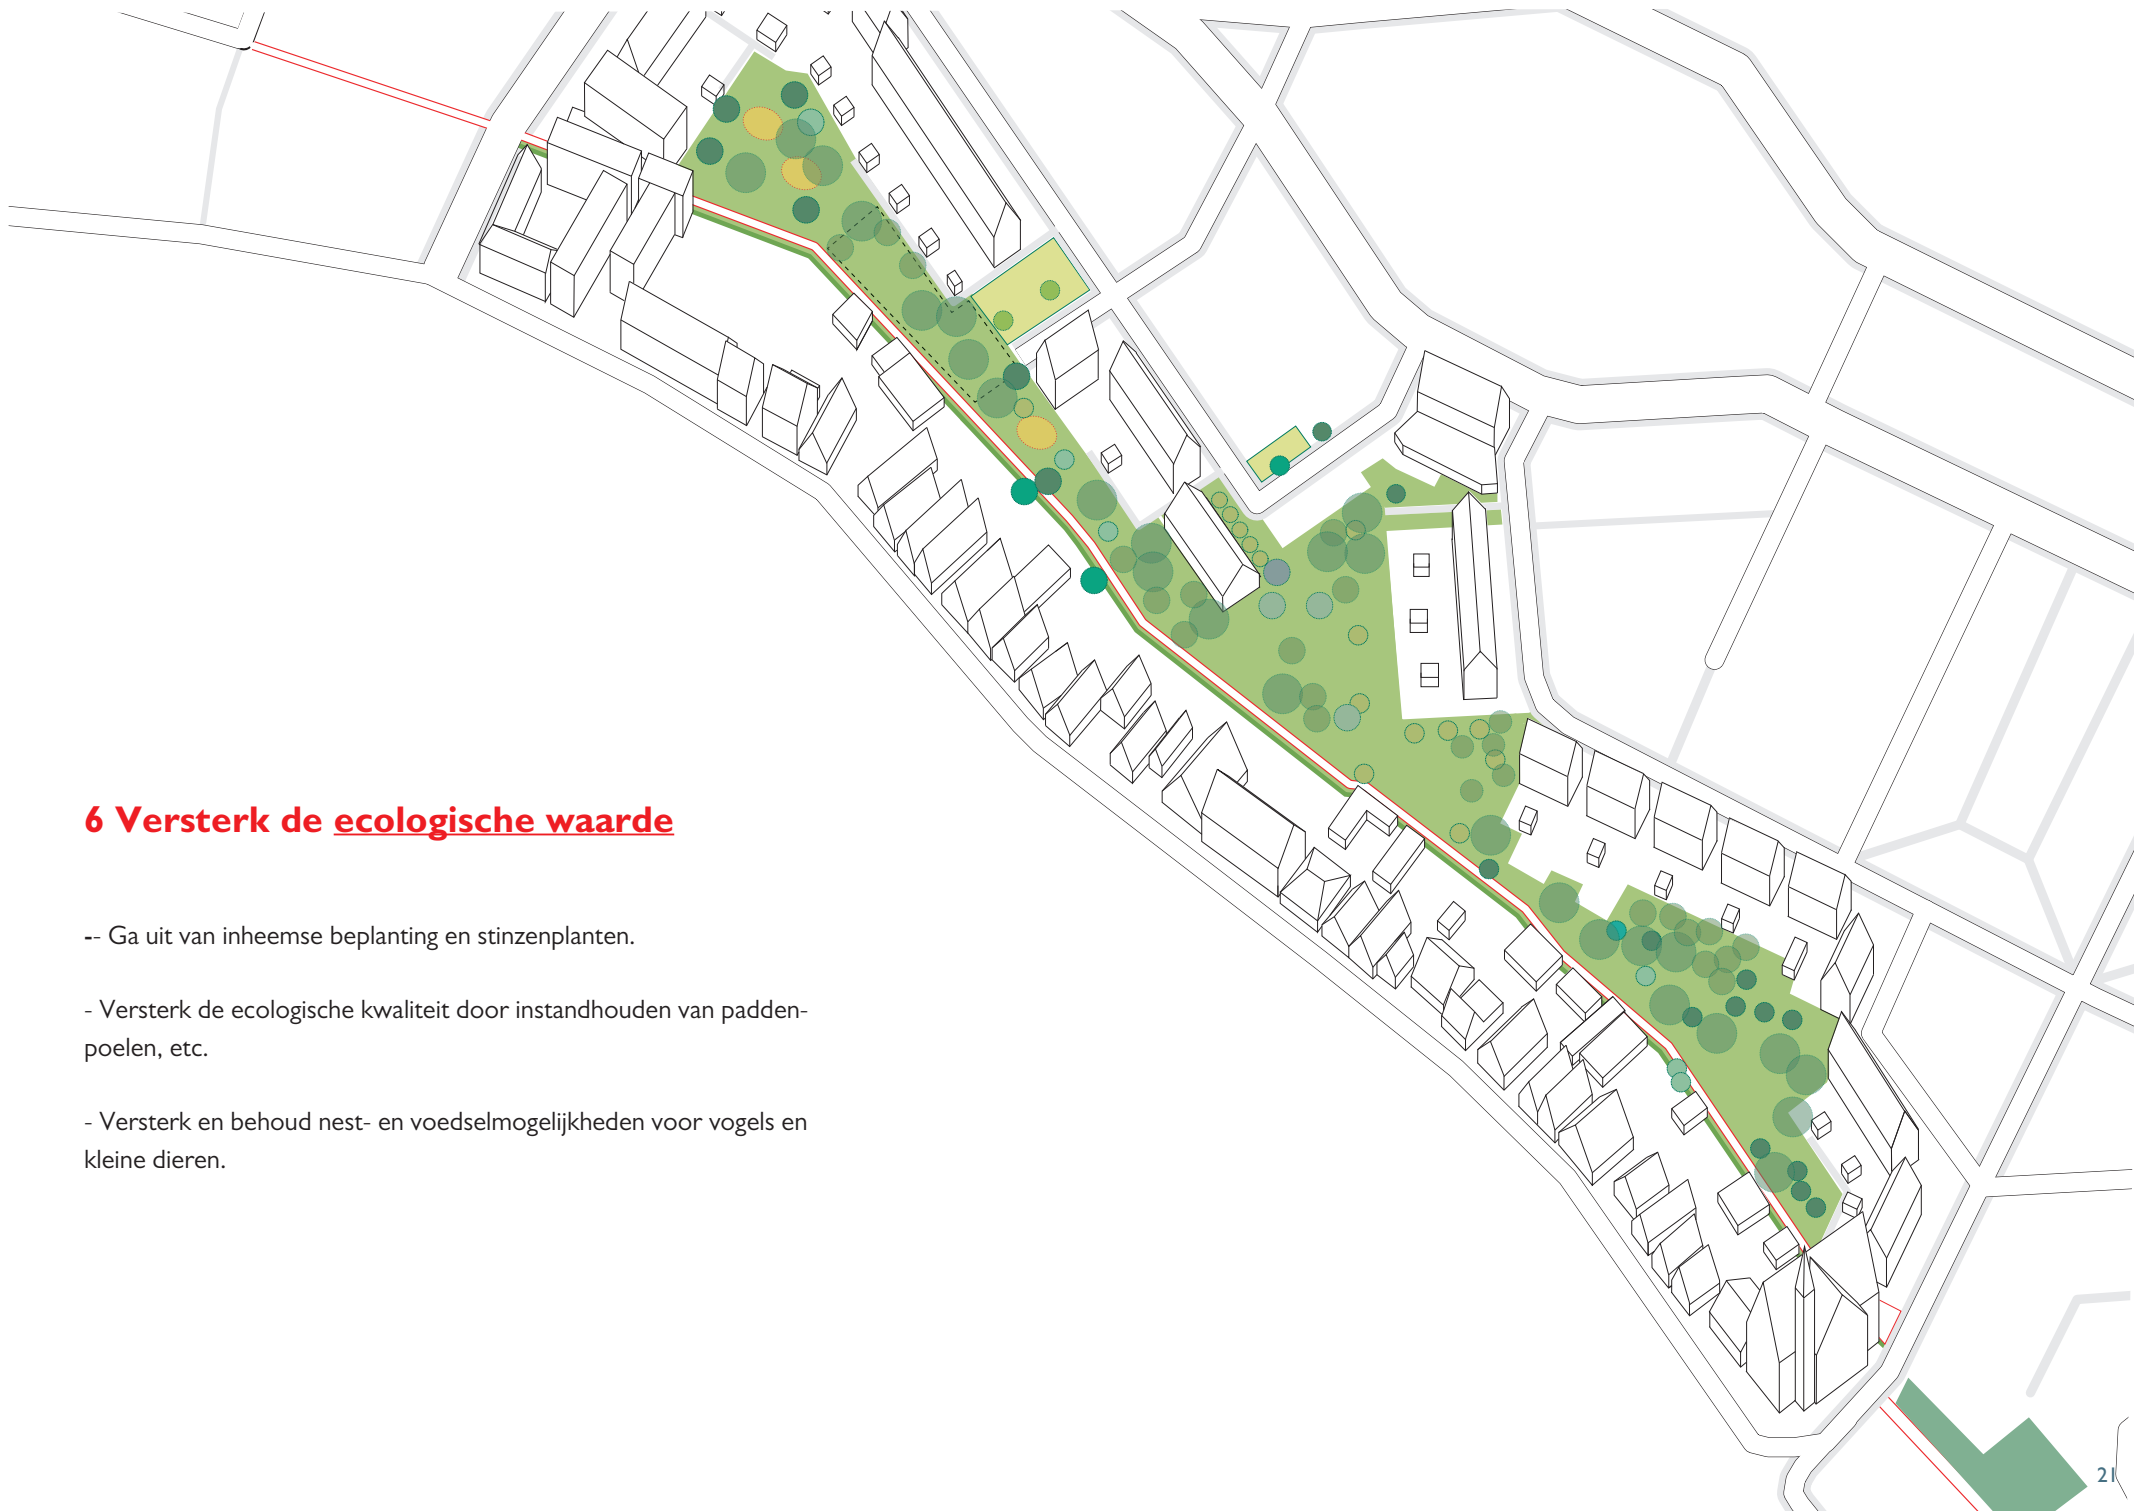 6 Versterk de ecologische waarde
-- Ga uit van inheemse beplanting en stinzenplanten.
- Versterk de ecologische kwaliteit door instandhouden van padden-
poelen, etc.
- Versterk en behoud nest- en voedselmogelijkheden voor vogels en
kleine dieren.
21